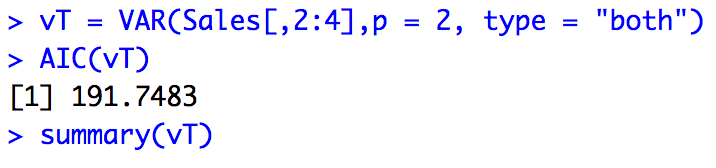 > vT = VAR(Sales[,2:4],p = 2, type = "both")
> AIC(vT)
[1] 191.7483
> summary(vT)